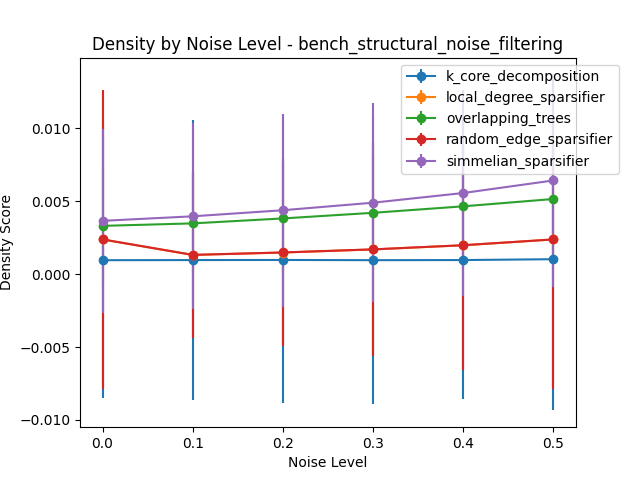 Density by Noise Level - bench_structural_noise_filtering
k_core_decomposition
local_degree_sparsifier
overlapping_trees
random_edge_sparsifier
simmelian_sparsifier
Density Score
0.010
0.005
0.000
−0.005
−0.010
0.0 0.1 0.2 0.3 0.4 0.5
Noise Level